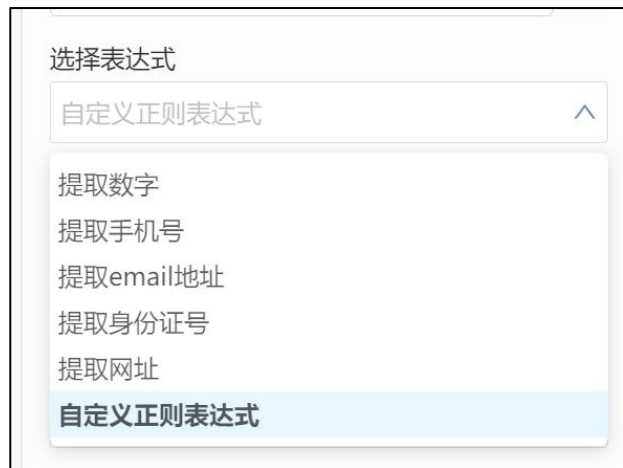 选择表达式
自定义正则表达式
提取数字
提取手机号
提取email地址
提取身份证号
提取网址
自定义正则表达式